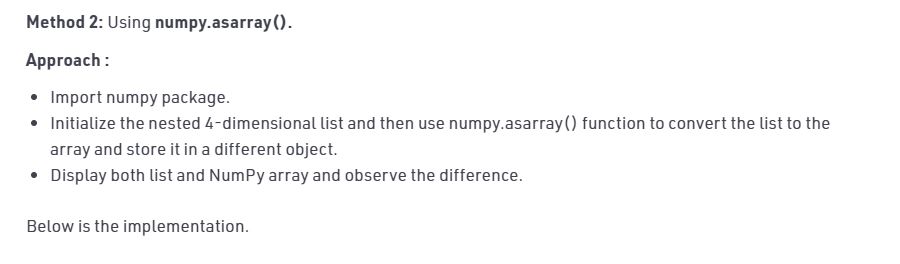 Method 2: Using numpy.asarray().
Approach :
• Import numpy package.
• Initialize the nested 4-dimensional list and then use numpy.asarray() function to convert the list to the
array and store it in a different object.
• Display both list and NumPy array and observe the difference.
Below is the implementation.